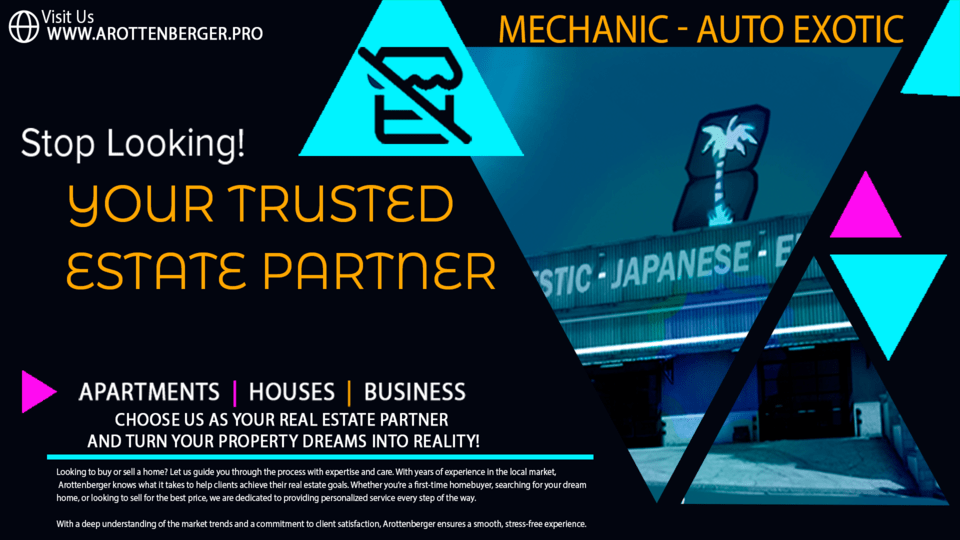 Visit Us
WWW.AROTTENBERGER.PRO
MECHANIC - AUTO EXOTIC
Stop Looking!
YOUR TRUSTED
ESTATE PARTNER
STIC - JAPANESE - E
APARTMENTS | HOUSES | BUSINESS
CHOOSE US AS YOUR REAL ESTATE PARTNER
AND TURN YOUR PROPERTY DREAMS INTO REALITY!
Looking to buy or sell a home? Let us guide you through the process with expertise and care. With years of experience in the local market,
Arottenberger knows what it takes to help clients achieve their real estate goals. Whether you're a first-time homebuyer, searching for your dream
home, or looking to sell for the best price, we are dedicated to providing personalized service every step of the way.
With a deep understanding of the market trends and a commitment to client satisfaction, Arottenberger ensures a smooth, stress-free experience.